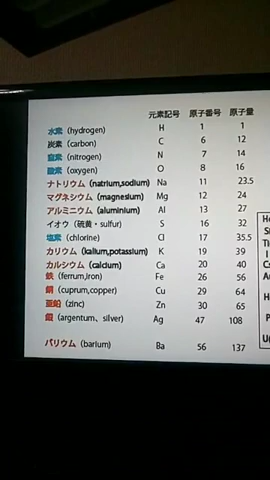 元素記号 原子番号 原子量
水素（hydrogen） H 1 1
炭素（carbon） C 6 12
窒素（nitrogen） N 7 14
酸素（oxygen） O 8 16
ナトリウム（natrium,sodium） Na 11 23.5
マグネシウム（magnesium） Mg 12 24
アルミニウム（aluminium） Al 13 27
イオウ（硫黄・sulfur） S 16 32
塩素（chlorine） Cl 17 35.5
カリウム（kalium,potassium） K 19 39
カルシウム（calcium） Ca 20 40
鉄（ferrum,iron） Fe 26 56
銅（cuprum,copper） Cu 29 64
亜鉛（zinc） Zn 30 65
銀（argentum、silver） Ag 47 108
バリウム（barium） Ba 56 137